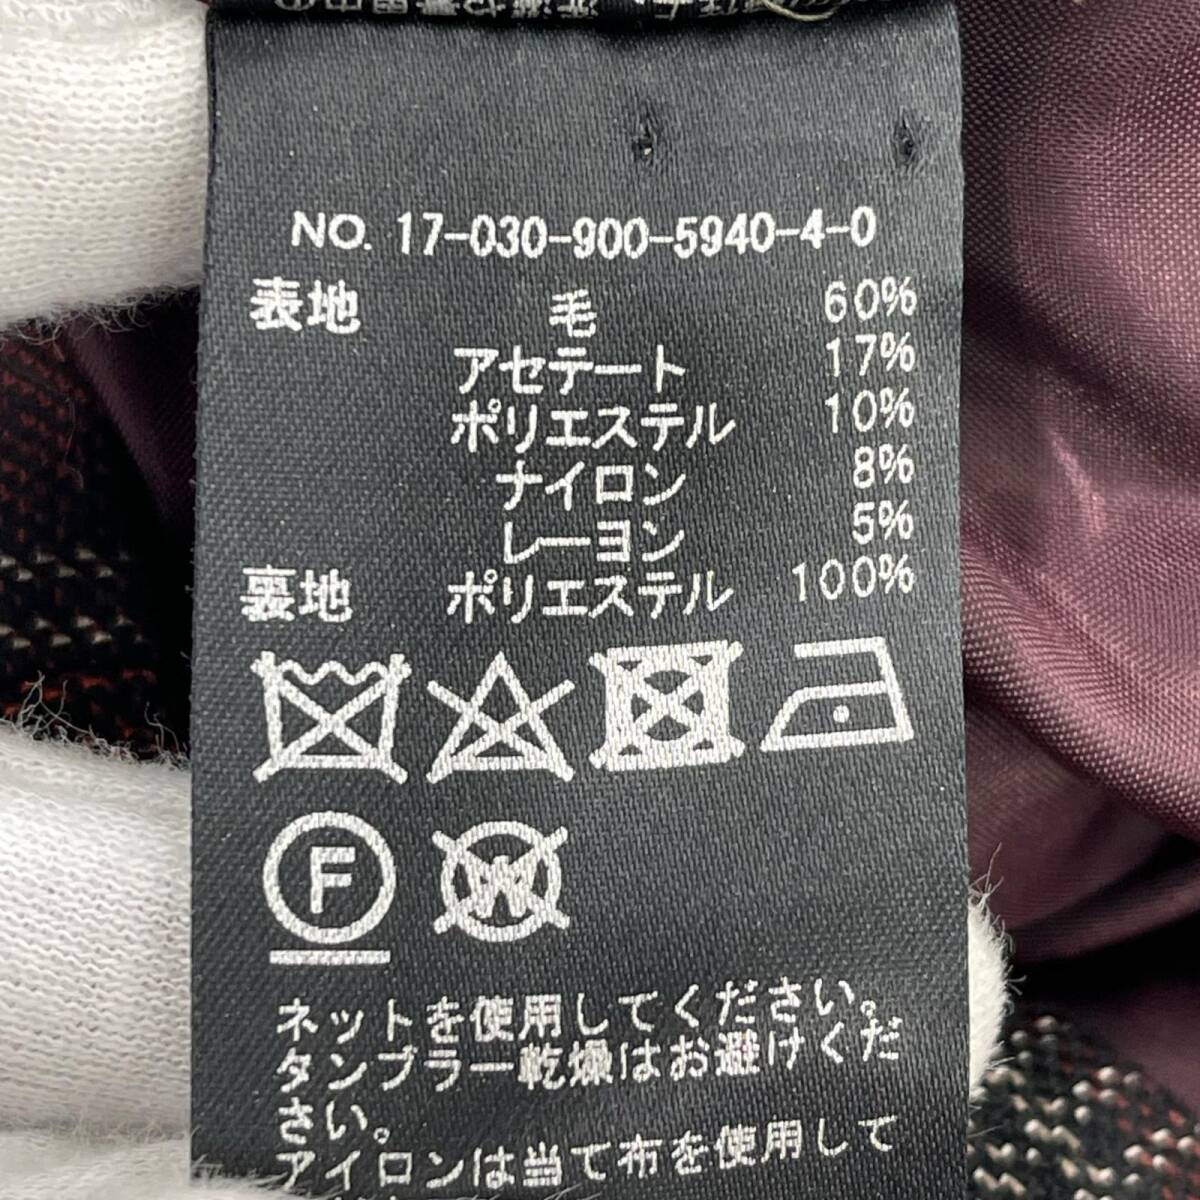 NO. 17-030-900-5940-4-0
表地 毛 60%
アセテート 17%
ポリエステル 10%
ナイロン 8%
レーヨン 5%
裏地 ポリエステル 100%
F W
ネットを使用してください。
タンブラー乾燥はお避けくだ
さい。
アイロンは当て布を使用して